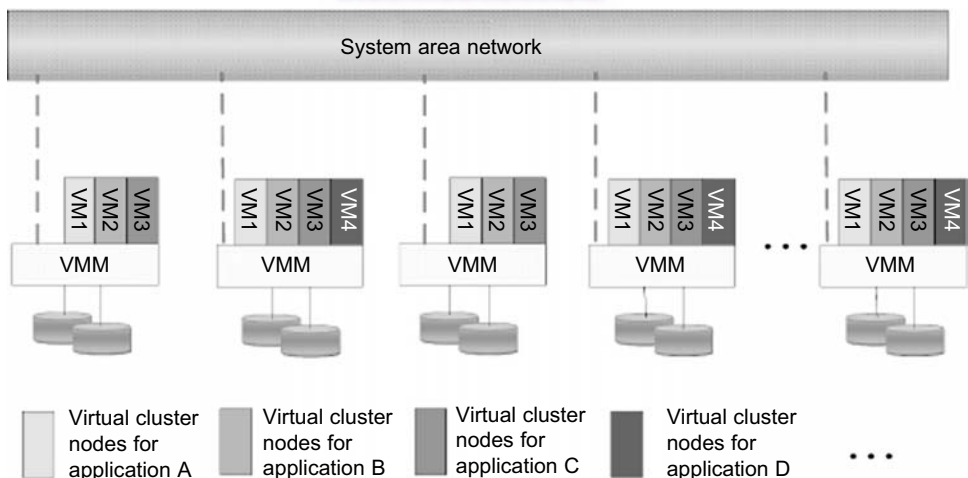 System area network
VM1 VM2 VM3
VM1 VM2 VM3 VM4
VM1 VM2 VM3
VM1 VM2 VM3 VM4
• • •
VM1 VM2 VM3 VM4
VMM
VMM
VMM
VMM
VMM
Virtual cluster
nodes for
application A
Virtual cluster
nodes for
application B
Virtual cluster
nodes for
application C
Virtual cluster
nodes for
application D
• • •